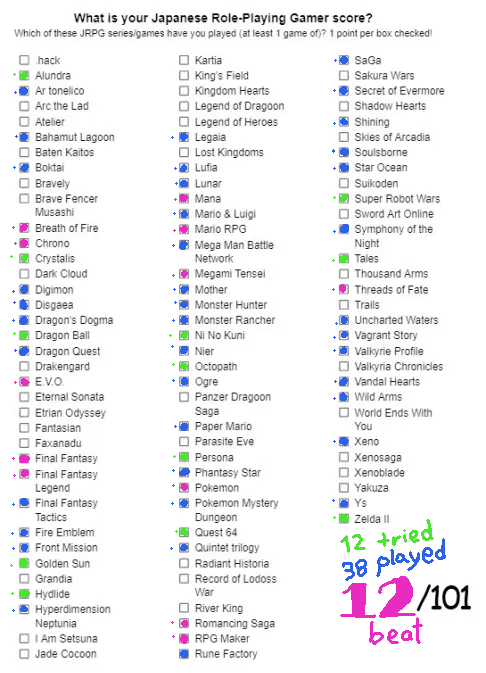 What is your Japanese Role-Playing Gamer score?
Which of these JRPG series/games have you played (at least 1 game of)? 1 point per box checked!
.hack
Alundra
Ar tonelico
Arc the Lad
Atelier
Bahamut Lagoon
Baten Kaitos
Boktai
Bravely
Brave Fencer
Musashi
Breath of Fire
Chrono
Crystalis
Dark Cloud
Digimon
Disgaea
Dragon's Dogma
Dragon Ball
Dragon Quest
Drakengard
E.V.O.
Eternal Sonata
Etrian Odyssey
Fantasian
Faxanadu
Final Fantasy
Final Fantasy
Legend
Final Fantasy
Tactics
Fire Emblem
Front Mission
Golden Sun
Grandia
Hydlide
Hyperdimension
Neptunia
I Am Setsuna
Jade Cocoon
Kartia
King's Field
Kingdom Hearts
Legend of Dragoon
Legend of Heroes
Legaia
Lost Kingdoms
Lufia
Lunar
Mana
Mario & Luigi
Mario RPG
Mega Man Battle
Network
Megami Tensei
Mother
Monster Hunter
Monster Rancher
Ni No Kuni
Nier
Octopath
Ogre
Panzer Dragoon
Saga
Paper Mario
Parasite Eve
Persona
Phantasy Star
Pokemon
Pokemon Mystery
Dungeon
Quest 64
Quintet trilogy
Radiant Historia
Record of Lodoss
War
River King
Romancing Saga
RPG Maker
Rune Factory
SaGa
Sakura Wars
Secret of Evermore
Shadow Hearts
Shining
Skies of Arcadia
Soulsborne
Star Ocean
Suikoden
Super Robot Wars
Sword Art Online
Symphony of the
Night
Tales
Thousand Arms
Threads of Fate
Trails
Uncharted Waters
Vagrant Story
Valkyrie Profile
Valkyria Chronicles
Vandal Hearts
Wild Arms
World Ends With
You
Xeno
Xenosaga
Xenoblade
Yakuza
Ys
Zelda II
12 tried
38 played
12/101
beat